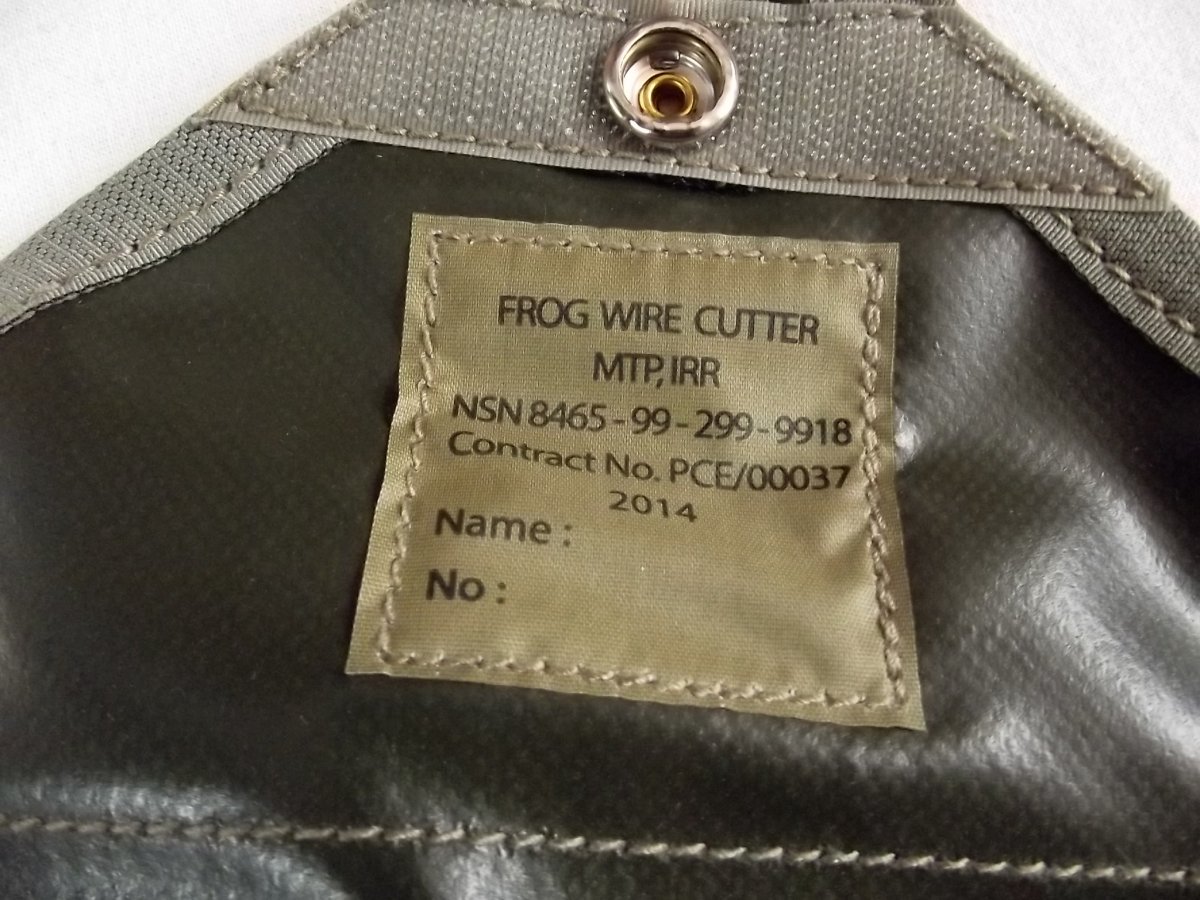 FROG WIRE CUTTER
MTP, IRR
NSN 8465-99-299-9918
Contract No. PCE/00037
2014
Name :
No :